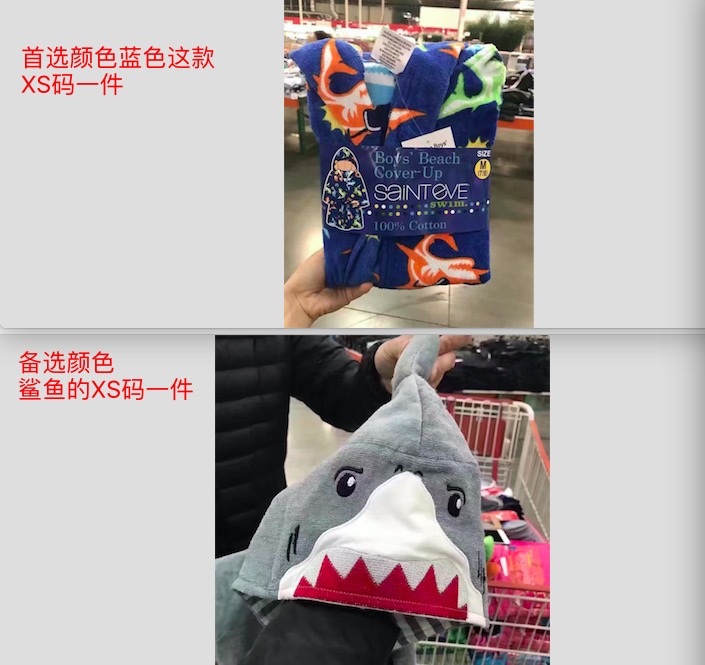 首选颜色蓝色这款
XS码一件
Boys' Beach
Cover-Up
SIZE
M
SAINTEVE
swim.
100% Cotton
备选颜色
鲨鱼的XS码一件